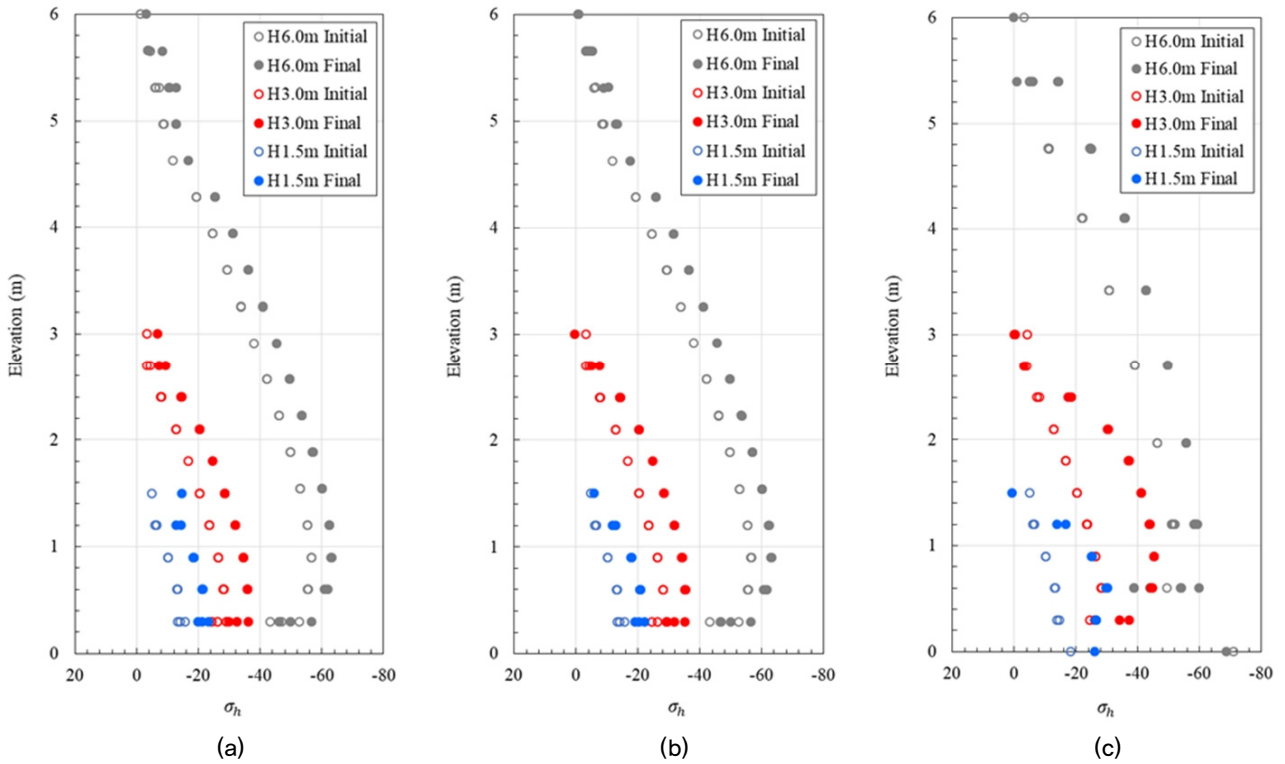 6
5
4
3
2
1
0
Elevation (m)
H6.0m Initial
H6.0m Final
H3.0m Initial
H3.0m Final
H1.5m Initial
H1.5m Final
20 0 -20 -40 -60 -80
σh
(a)
6
5
4
3
2
1
0
Elevation (m)
H6.0m Initial
H6.0m Final
H3.0m Initial
H3.0m Final
H1.5m Initial
H1.5m Final
20 0 -20 -40 -60 -80
σh
(b)
6
5
4
3
2
1
0
Elevation (m)
H6.0m Initial
H6.0m Final
H3.0m Initial
H3.0m Final
H1.5m Initial
H1.5m Final
20 0 -20 -40 -60 -80
σh
(c)